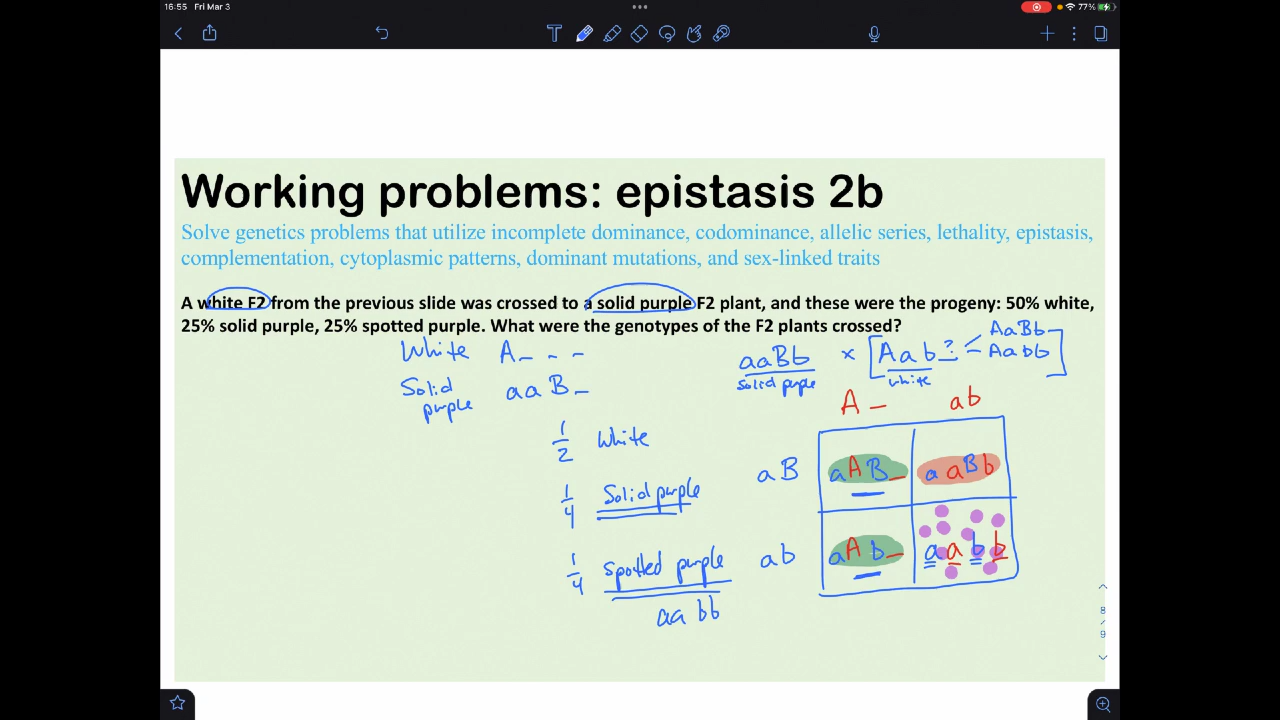 16:55 Fri Mar 3
77%
Working problems: epistasis 2b
Solve genetics problems that utilize incomplete dominance, codominance, allelic series, lethality, epistasis,
complementation, cytoplasmic patterns, dominant mutations, and sex-linked traits
A white F2 from the previous slide was crossed to a solid purple F2 plant, and these were the progeny: 50% white,
25% solid purple, 25% spotted purple. What were the genotypes of the F2 plants crossed?
White A_ _ _
Solid purple aaB_
1/2 White
1/4 Solid purple
1/4 Spotted purple
aa bb
aaBb × [Aab_?
AaBb
Aabb]
solid purple
white
A _ ab
aB aAB_ aaBb
ab aAb_ aabb
8
/
9